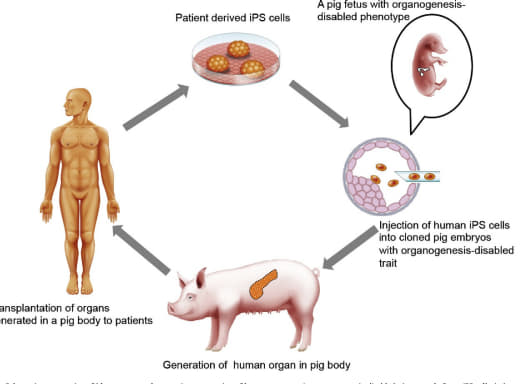 A pig fetus with organogenesis-
disabled phenotype
Patient derived iPS cells
Injection of human iPS cells
into cloned pig embryos
with organogenesis-disabled
trait
ansplantation of organs
enerated in a pig body to patients
Generation of human organ in pig body